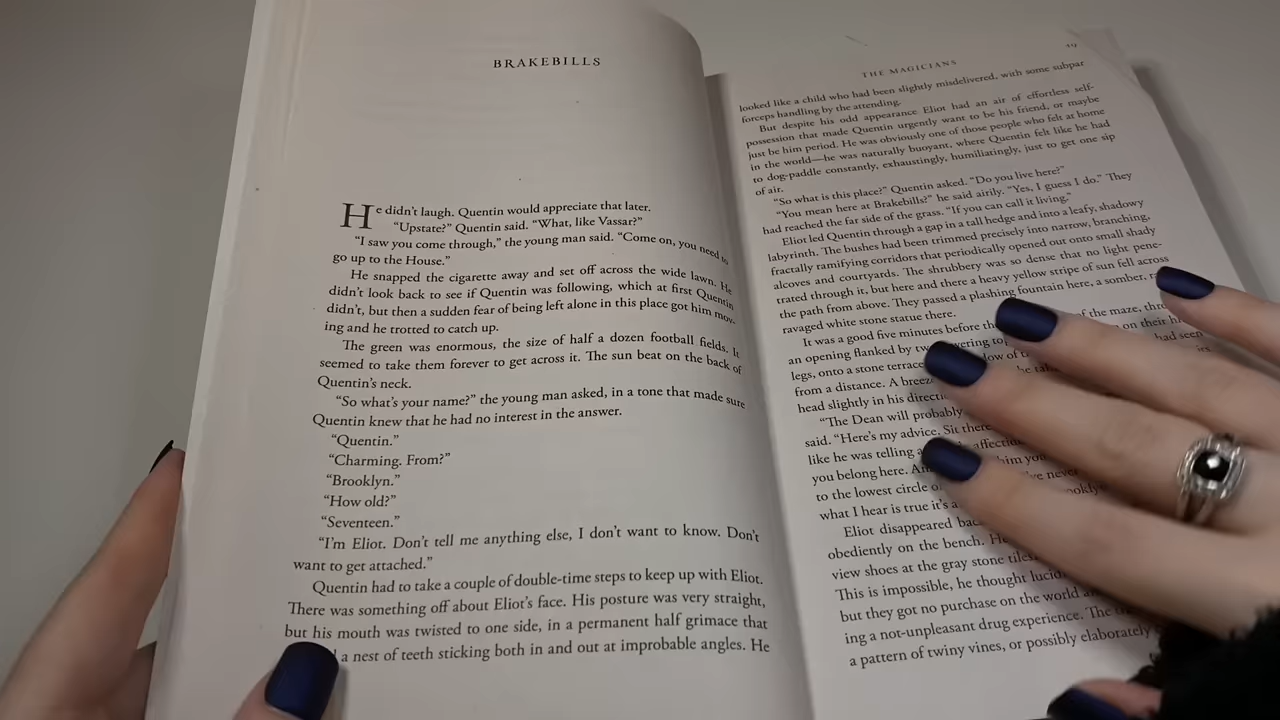 BRAKEBILLS
He didn't laugh. Quentin would appreciate that later.
"Upstate?" Quentin said. "What, like Vassar?"
"I saw you come through," the young man said. "Come on, you need to
go up to the House."
He snapped the cigarette away and set off across the wide lawn. He
didn't look back to see if Quentin was following, which at first Quentin
didn't, but then a sudden fear of being left alone in this place got him mov-
ing and he trotted to catch up.
The green was enormous, the size of half a dozen football fields. It
seemed to take them forever to get across it. The sun beat on the back of
Quentin's neck.
"So what's your name?" the young man asked, in a tone that made sure
Quentin knew that he had no interest in the answer.
"Quentin."
"Charming. From?"
"Brooklyn."
"How old?"
"Seventeen."
"I'm Eliot. Don't tell me anything else, I don't want to know. Don't
want to get attached."
Quentin had to take a couple of double-time steps to keep up with Eliot.
There was something off about Eliot's face. His posture was very straight,
but his mouth was twisted to one side, in a permanent half grimace that
a nest of teeth sticking both in and out at improbable angles. He
THE MAGICIANS
19
looked like a child who had been slightly misdelivered, with some subpar
forceps handling by the attending.
But despite his odd appearance Eliot had an air of effortless self-
possession that made Quentin urgently want to be his friend, or maybe
just be him period. He was obviously one of those people who felt at home
in the world—he was naturally buoyant, where Quentin felt like he had
to dog-paddle constantly, exhaustingly, humiliatingly, just to get one sip
of air.
"So what is this place?" Quentin asked. "Do you live here?"
"You mean here at Brakebills?" he said airily. "Yes, I guess I do." They
had reached the far side of the grass. "If you can call it living."
Eliot led Quentin through a gap in a tall hedge and into a leafy, shadowy
labyrinth. The bushes had been trimmed precisely into narrow, branching,
fractally ramifying corridors that periodically opened out onto small shady
alcoves and courtyards. The shrubbery was so dense that no light pene-
trated through it, but here and there a heavy yellow stripe of sun fell across
the path from above. They passed a plashing fountain here, a somber,
ravaged white stone statue there.
It was a good five minutes before the of the maze,
an opening flanked by on their
legs, onto a stone terrace had seen
from a distance. A breeze
head slightly in his
"The Dean will probably
said. "Here's my advice. Sit there
like he was telling
you belong here. him
to the lowest circle never
what I hear is true it's
Eliot disappeared
obediently on the bench.
view shoes at the gray stone
This is impossible, he thought
but they got no purchase on the world
ing a not-unpleasant drug experience. The
a pattern of twiny vines, or possibly elaborately